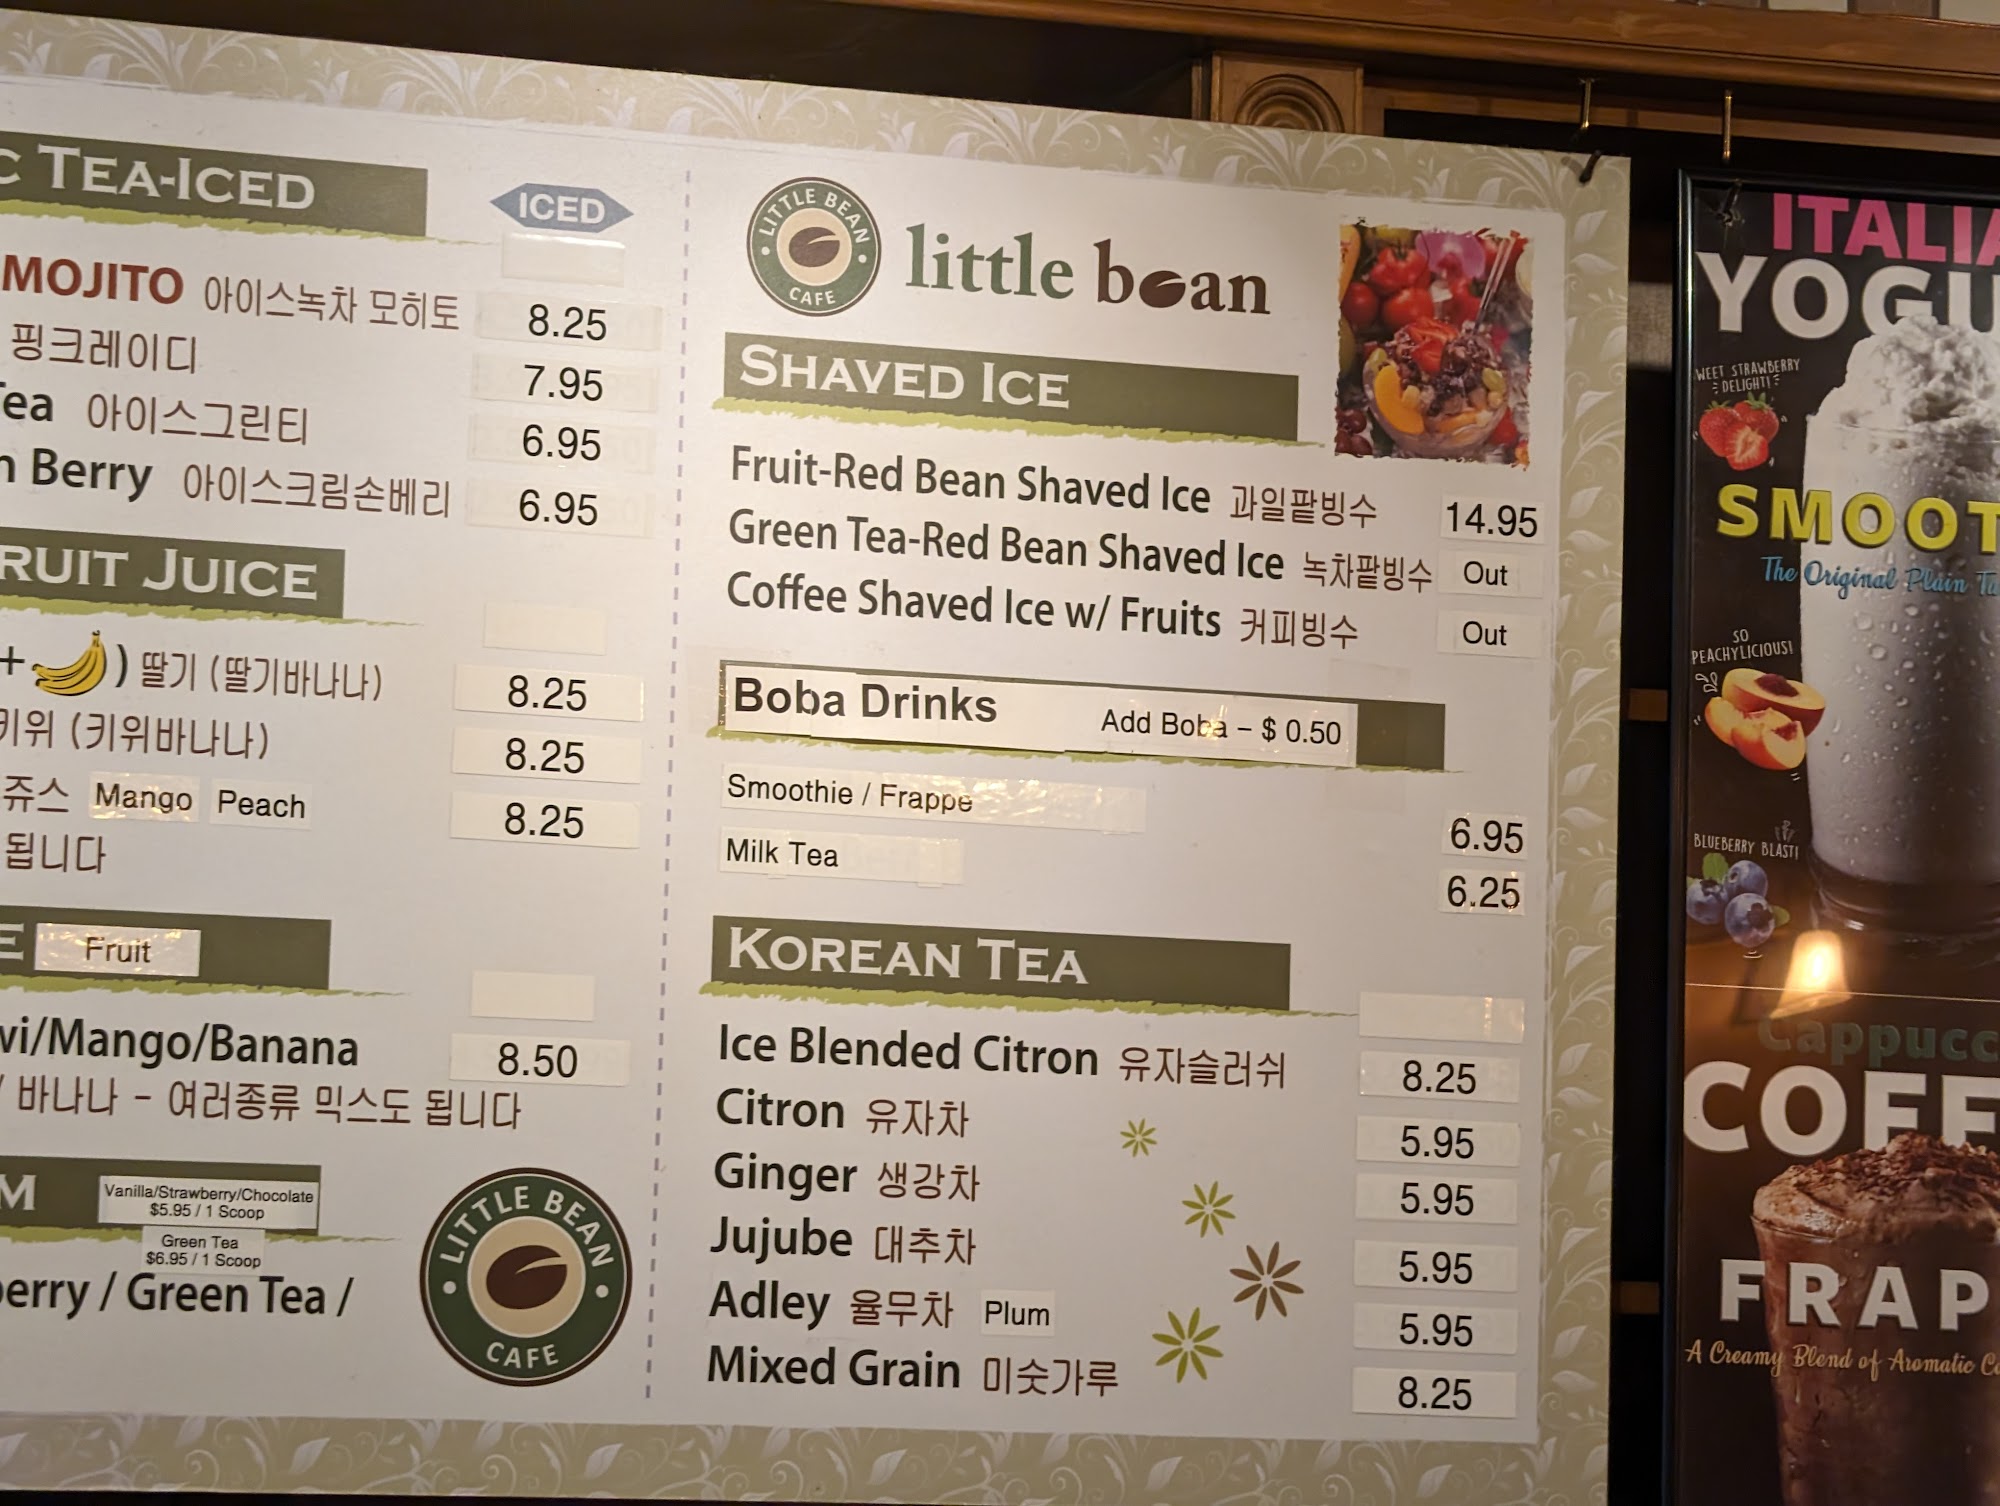 TEA-ICED
ICED
MOJITO 아이스녹차 모히토 8.25
핑크레이디 7.95
Tea 아이스그린티 6.95
n Berry 아이스크림손베리 6.95
RUIT JUICE
+ ) 딸기 (딸기바나나) 8.25
키위 (키위바나나) 8.25
쥬스 Mango Peach 8.25
됩니다
E Fruit
wi/Mango/Banana 8.50
/ 바나나 - 여러종류 믹스도 됩니다
M Vanilla/Strawberry/Chocolate
$5.95 / 1 Scoop
Green Tea
$6.95 / 1 Scoop
berry / Green Tea /
LITTLE BEAN
CAFE
LITTLE BEAN
CAFE
little bean
SHAVED ICE
Fruit-Red Bean Shaved Ice 과일팥빙수 14.95
Green Tea-Red Bean Shaved Ice 녹차팥빙수 Out
Coffee Shaved Ice w/ Fruits 커피빙수 Out
Boba Drinks Add Boba – $ 0.50
Smoothie / Frappe 6.95
Milk Tea 6.25
KOREAN TEA
Ice Blended Citron 유자슬러쉬 8.25
Citron 유자차 5.95
Ginger 생강차 5.95
Jujube 대추차 5.95
Adley 율무차 Plum 5.95
Mixed Grain 미숫가루 8.25
ITALIA
YOGU
WEET STRAWBERRY
DELIGHT!
SMOOT
The Original Plain Ta
SO
PEACHYLICIOUS!
BLUEBERRY BLAST!
Cappucc
COFF
FRAP
A Creamy Blend of Aromatic Co